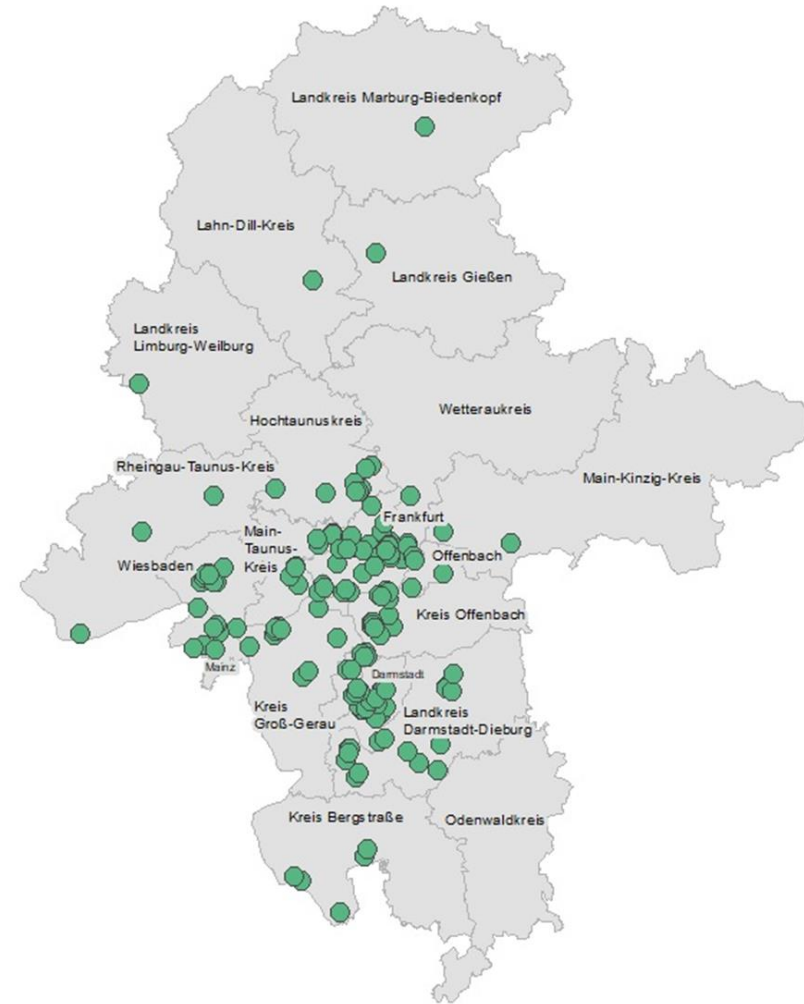 Landkreis Marburg-Biedenkopf
Lahn-Dill-Kreis
Landkreis Gießen
Landkreis
Limburg-Weilburg
Hochtaunuskreis
Wetteraukreis
Rheingau-Taunus-Kreis
Main-Kinzig-Kreis
Frankfurt
Main-
Taunus-
Kreis
Offenbach
Wiesbaden
Kreis Offenbach
Mainz
Darmstadt
Kreis
Groß-Gerau
Landkreis
Darmstadt-Dieburg
Kreis Bergstraße
Odenwaldkreis